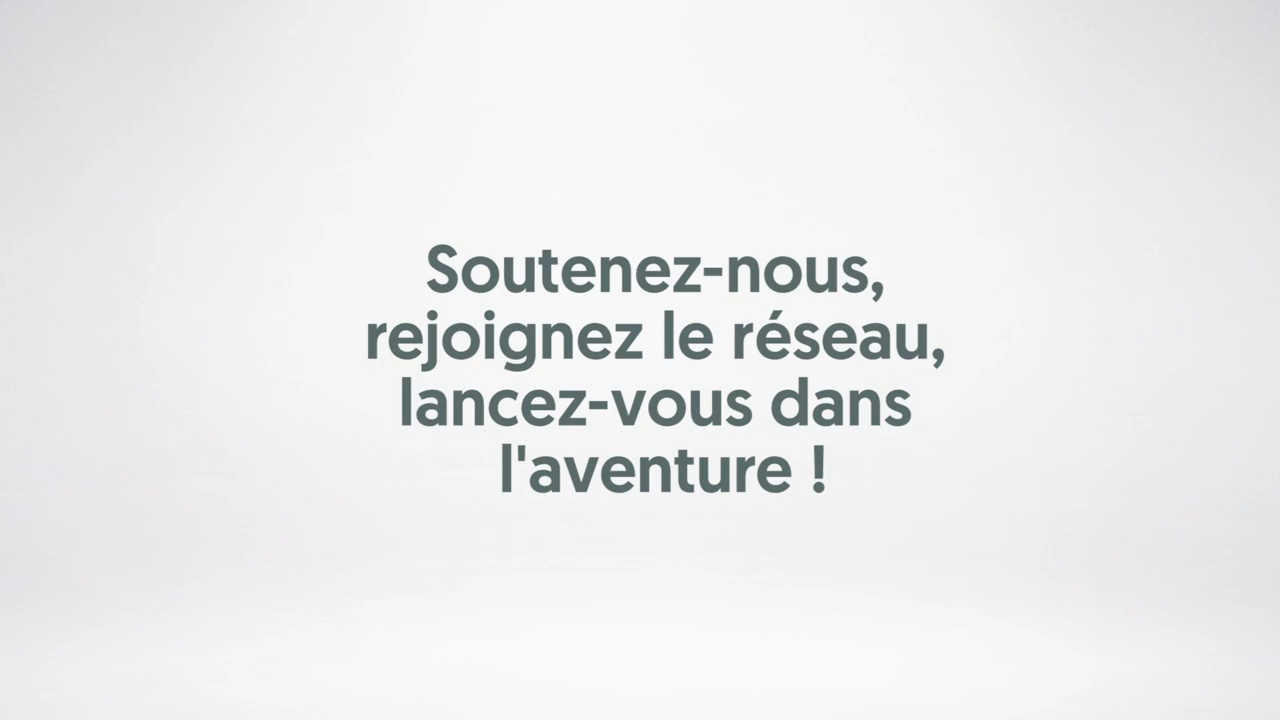 Soutenez-nous,
rejoignez le réseau,
lancez-vous dans
l'aventure !